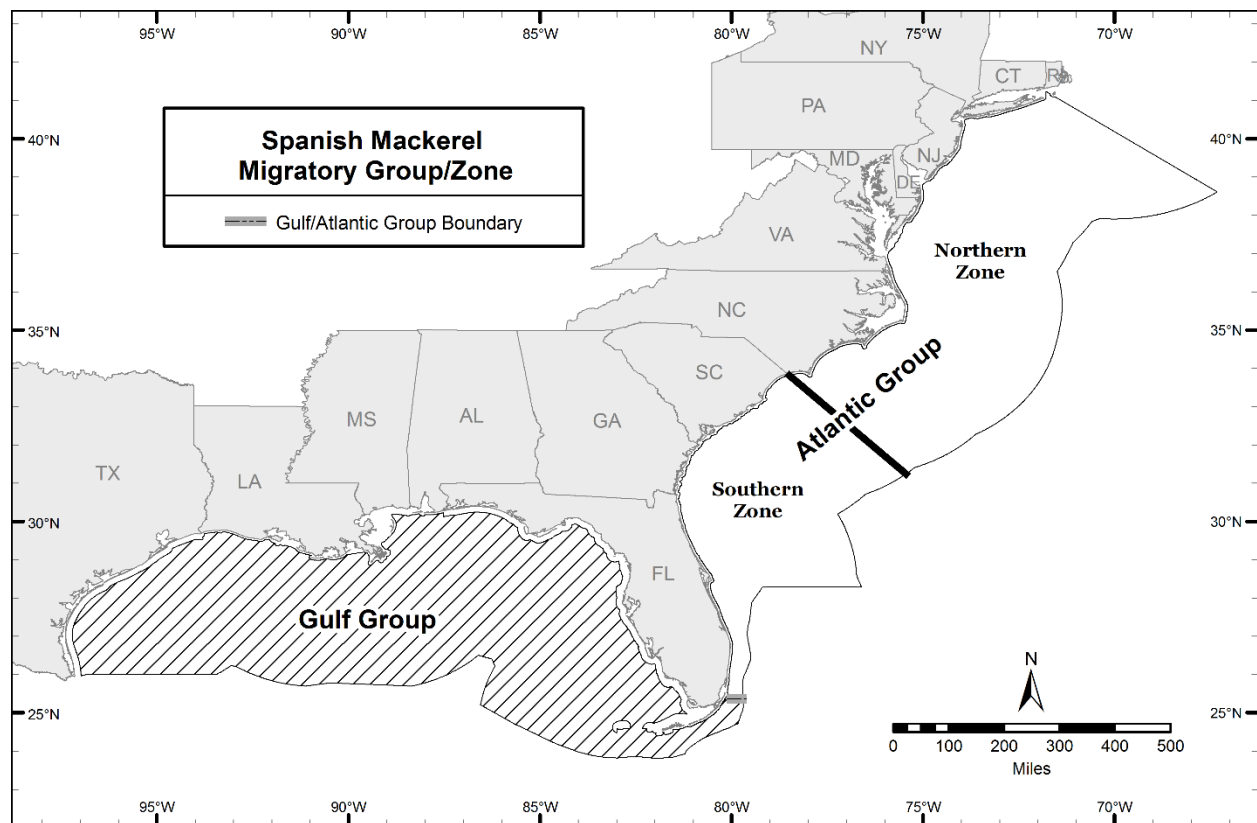 95°W 90°W 85°W 80°W 75°W 70°W
NY
CT
RI
PA
40°N 40°N
Spanish Mackerel
Migratory Group/Zone
Gulf/Atlantic Group Boundary
MD
NJ
DE
VA
Northern
Zone
NC
35°N 35°N
SC
Atlantic Group
MS
AL
GA
TX
LA
Southern
Zone
30°N 30°N
FL
Gulf Group
N
25°N 25°N
0 100 200 300 400 500
Miles
95°W 90°W 85°W 80°W 75°W 70°W